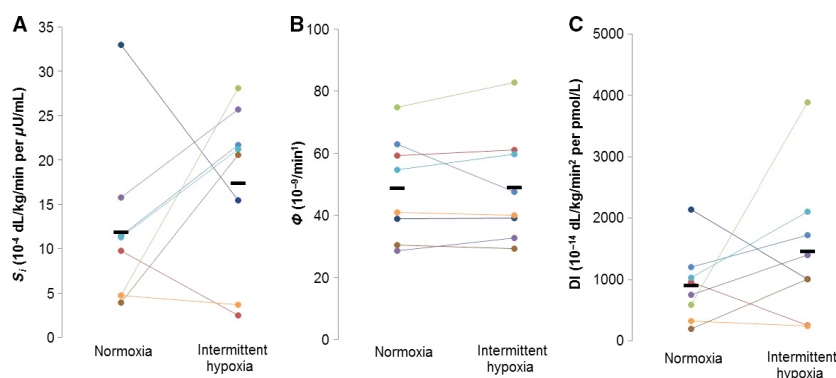 A
35
30
25
20
15
10
5
0
Sᵢ (10⁻⁴ dL/kg/min per µU/mL)
Normoxia
Intermittent
hypoxia
B
100
80
60
40
20
0
Φ (10⁻⁹/min¹)
Normoxia
Intermittent
hypoxia
C
5000
4000
3000
2000
1000
0
DI (10⁻¹⁴ dL/kg/min² per pmol/L)
Normoxia
Intermittent
hypoxia